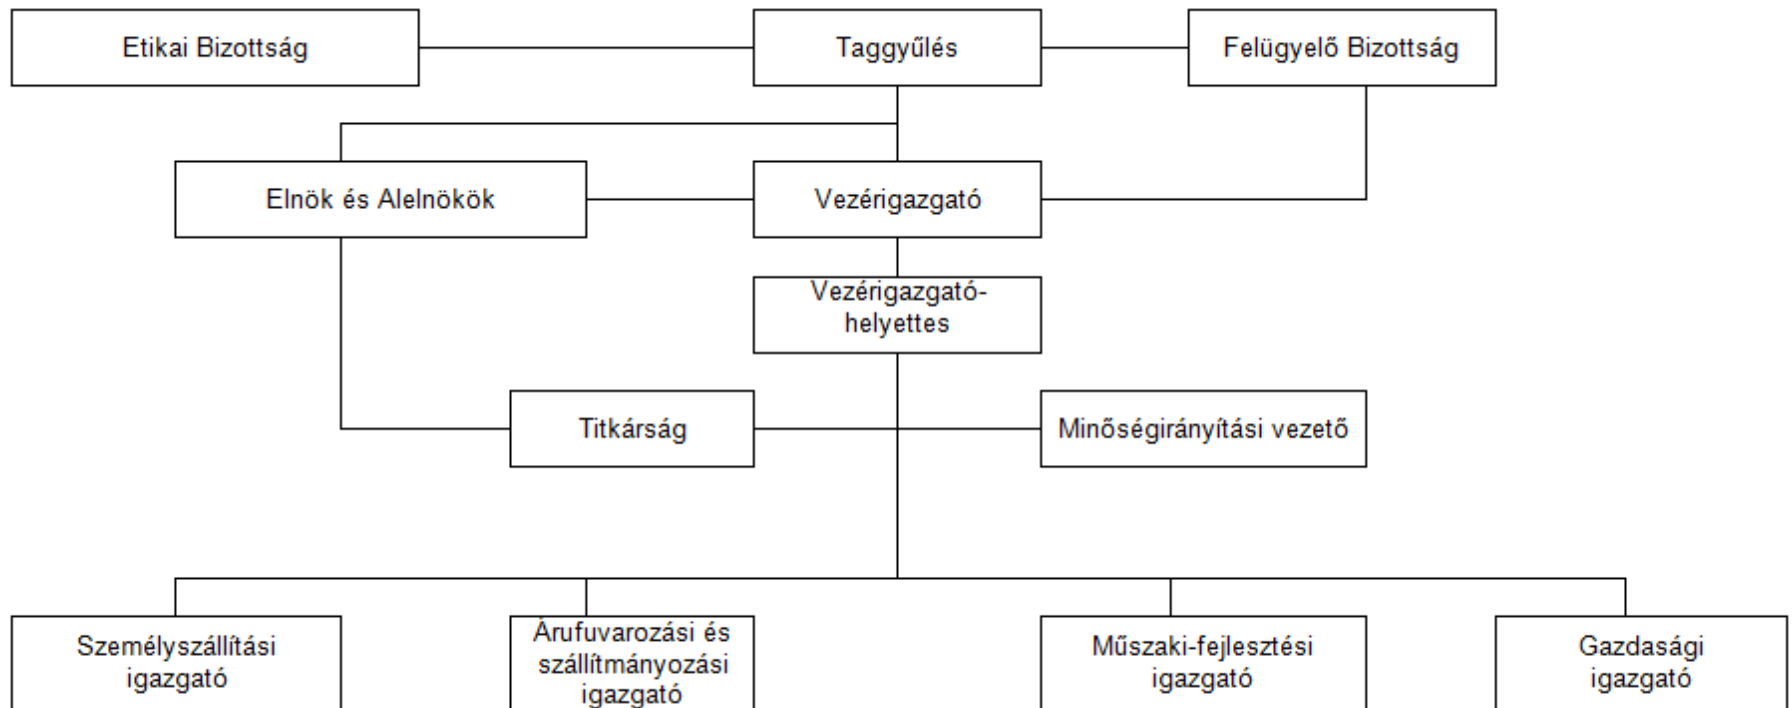 Etikai Bizottság
Taggyűlés
Felügyelő Bizottság
Elnök és Alelnökök
Vezérigazgató
Vezérigazgató-
helyettes
Titkárság
Minőségirányítási vezető
Személyszállítási
igazgató
Árufuvarozási és
szállítmányozási
igazgató
Műszaki-fejlesztési
igazgató
Gazdasági
igazgató